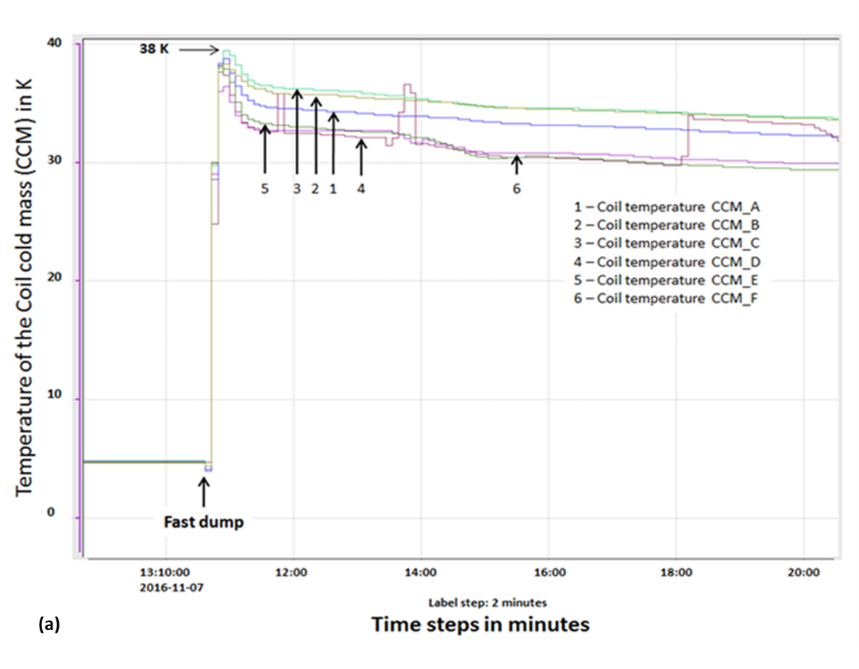 Temperature of the Coil cold mass (CCM) in K
40
30
20
10
0
38 K
5 3 2 1 4 6
1 – Coil temperature CCM_A
2 – Coil temperature CCM_B
3 – Coil temperature CCM_C
4 – Coil temperature CCM_D
5 – Coil temperature CCM_E
6 – Coil temperature CCM_F
Fast dump
13:10:00 12:00 14:00 16:00 18:00 20:00
2016-11-07
Label step: 2 minutes
(a) Time steps in minutes